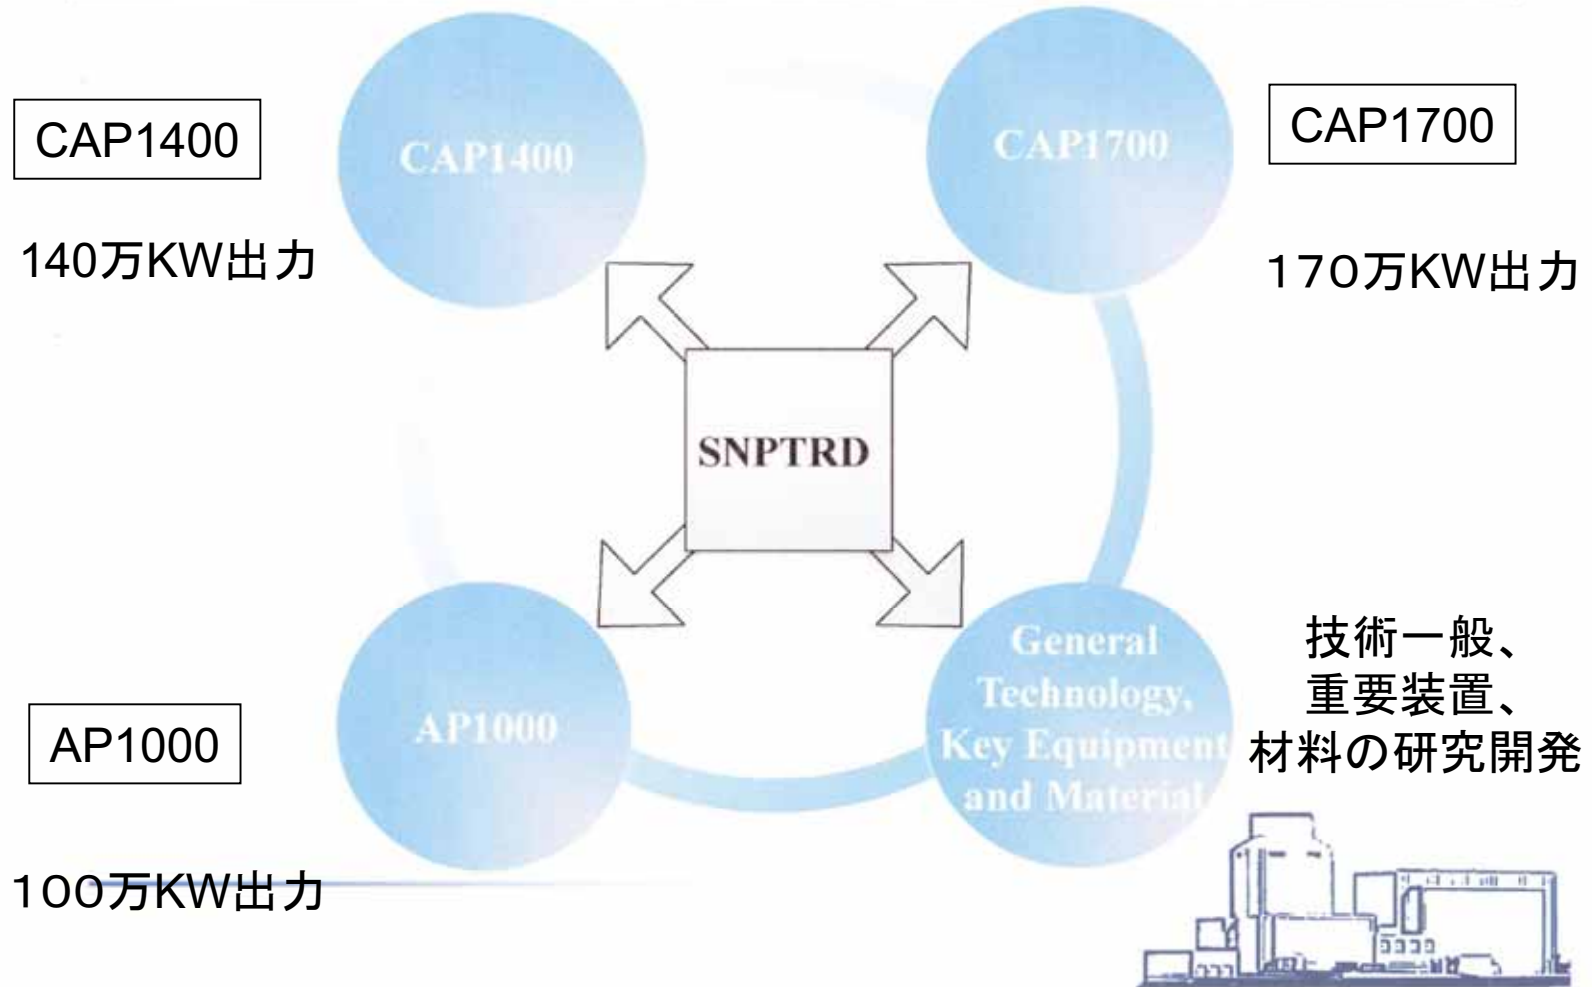 CAP1400
140万KW出力
CAP1400
CAP1700
CAP1700
170万KW出力
SNPTRD
AP1000
100万KW出力
AP1000
General
Technology,
Key Equipment
and Material
技術一般、
重要装置、
材料の研究開発